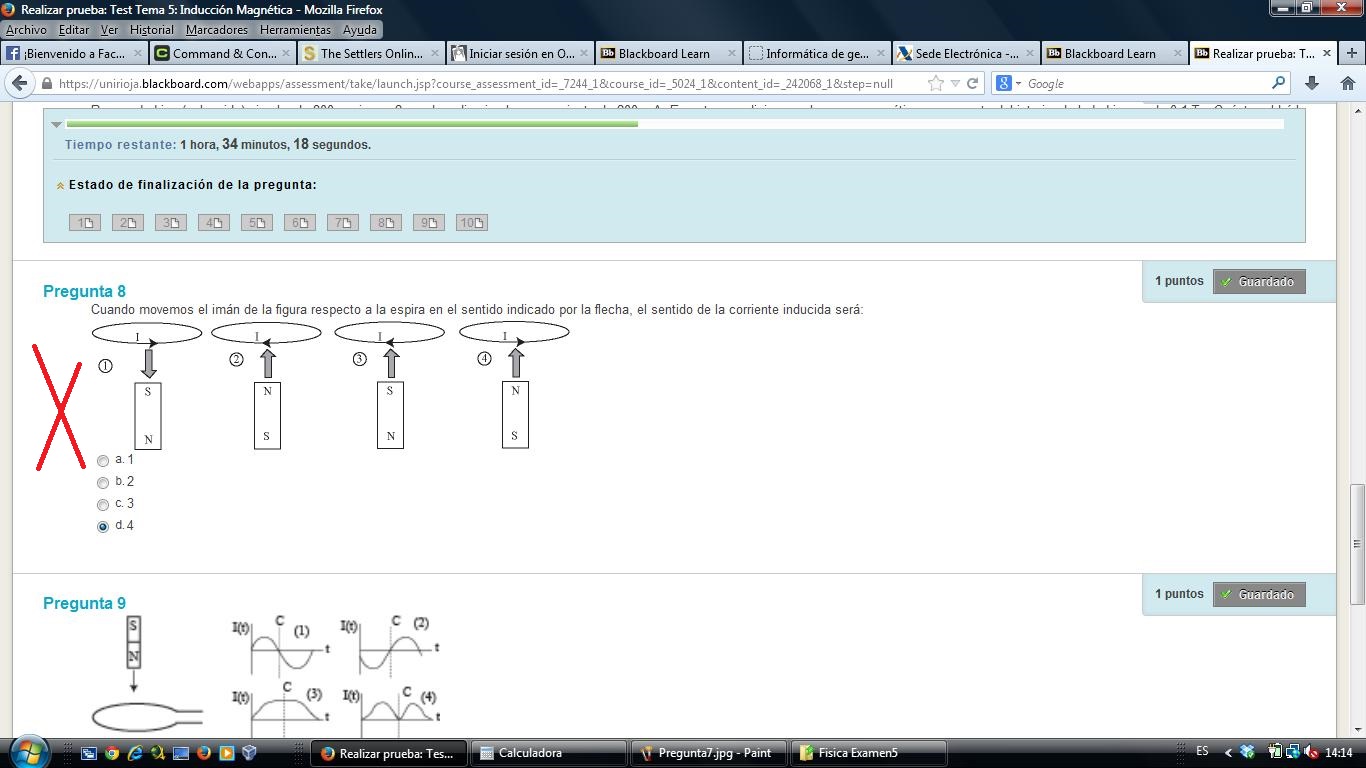 Realizar prueba: Test Tema 5: Inducción Magnética - Mozilla Firefox
Archivo Editar Ver Historial Marcadores Herramientas Ayuda
¡Bienvenido a Fac... Command & Con... The Settlers Onlin... Iniciar sesión en O... Blackboard Learn Informática de ge... Sede Electrónica -... Blackboard Learn Realizar prueba: T...
https://unirioja.blackboard.com/webapps/assessment/take/launch.jsp?course_assessment_id=_7244_1&course_id=_5024_1&content_id=_242068_1&step=null Google
Tiempo restante: 1 hora, 34 minutos, 18 segundos.
Estado de finalización de la pregunta:
1 2 3 4 5 6 7 8 9 10
1 puntos Guardado
Pregunta 8
Cuando movemos el imán de la figura respecto a la espira en el sentido indicado por la flecha, el sentido de la corriente inducida será:
I I I I
1 2 3 4
S N S N
N S N S
a. 1
b. 2
c. 3
d. 4
1 puntos Guardado
Pregunta 9
S
N
I(t) C (1) t I(t) C (2) t
I(t) C (3) t I(t) C (4) t
Realizar prueba: Tes... Calculadora Pregunta7.jpg - Paint Fisica Examen5 ES 14:14